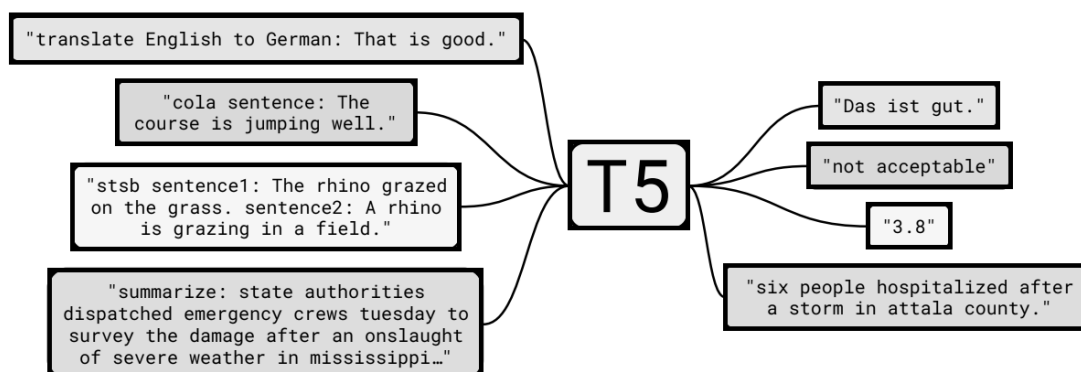 "translate English to German: That is good."
"cola sentence: The
course is jumping well."
"stsb sentence1: The rhino grazed
on the grass. sentence2: A rhino
is grazing in a field."
"summarize: state authorities
dispatched emergency crews tuesday to
survey the damage after an onslaught
of severe weather in mississippi…"
T5
"Das ist gut."
"not acceptable"
"3.8"
"six people hospitalized after
a storm in attala county."